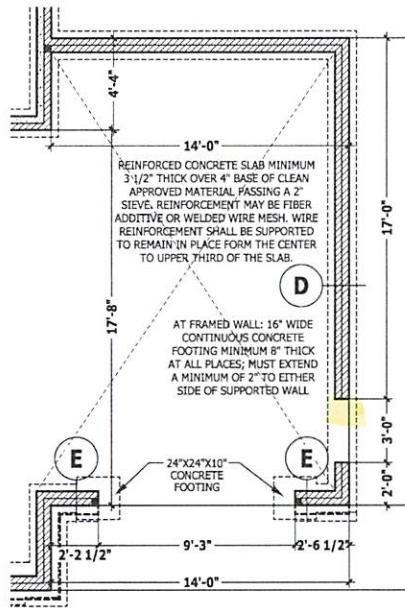 4'-4"
14'-0"
REINFORCED CONCRETE SLAB MINIMUM
3 1/2" THICK OVER 4" BASE OF CLEAN
APPROVED MATERIAL PASSING A 2"
SIEVE. REINFORCEMENT MAY BE FIBER
ADDITIVE OR WELDED WIRE MESH. WIRE
REINFORCEMENT SHALL BE SUPPORTED
TO REMAIN IN PLACE FORM THE CENTER
TO UPPER THIRD OF THE SLAB.
17'-0"
D
17'-8"
AT FRAMED WALL: 16" WIDE
CONTINUOUS CONCRETE
FOOTING MINIMUM 8" THICK
AT ALL PLACES; MUST EXTEND
A MINIMUM OF 2" TO EITHER
SIDE OF SUPPORTED WALL
3'-0"
E
24"X24"X10"
CONCRETE
FOOTING
E
2'-0"
2'-2 1/2"
9'-3"
2'-6 1/2"
14'-0"